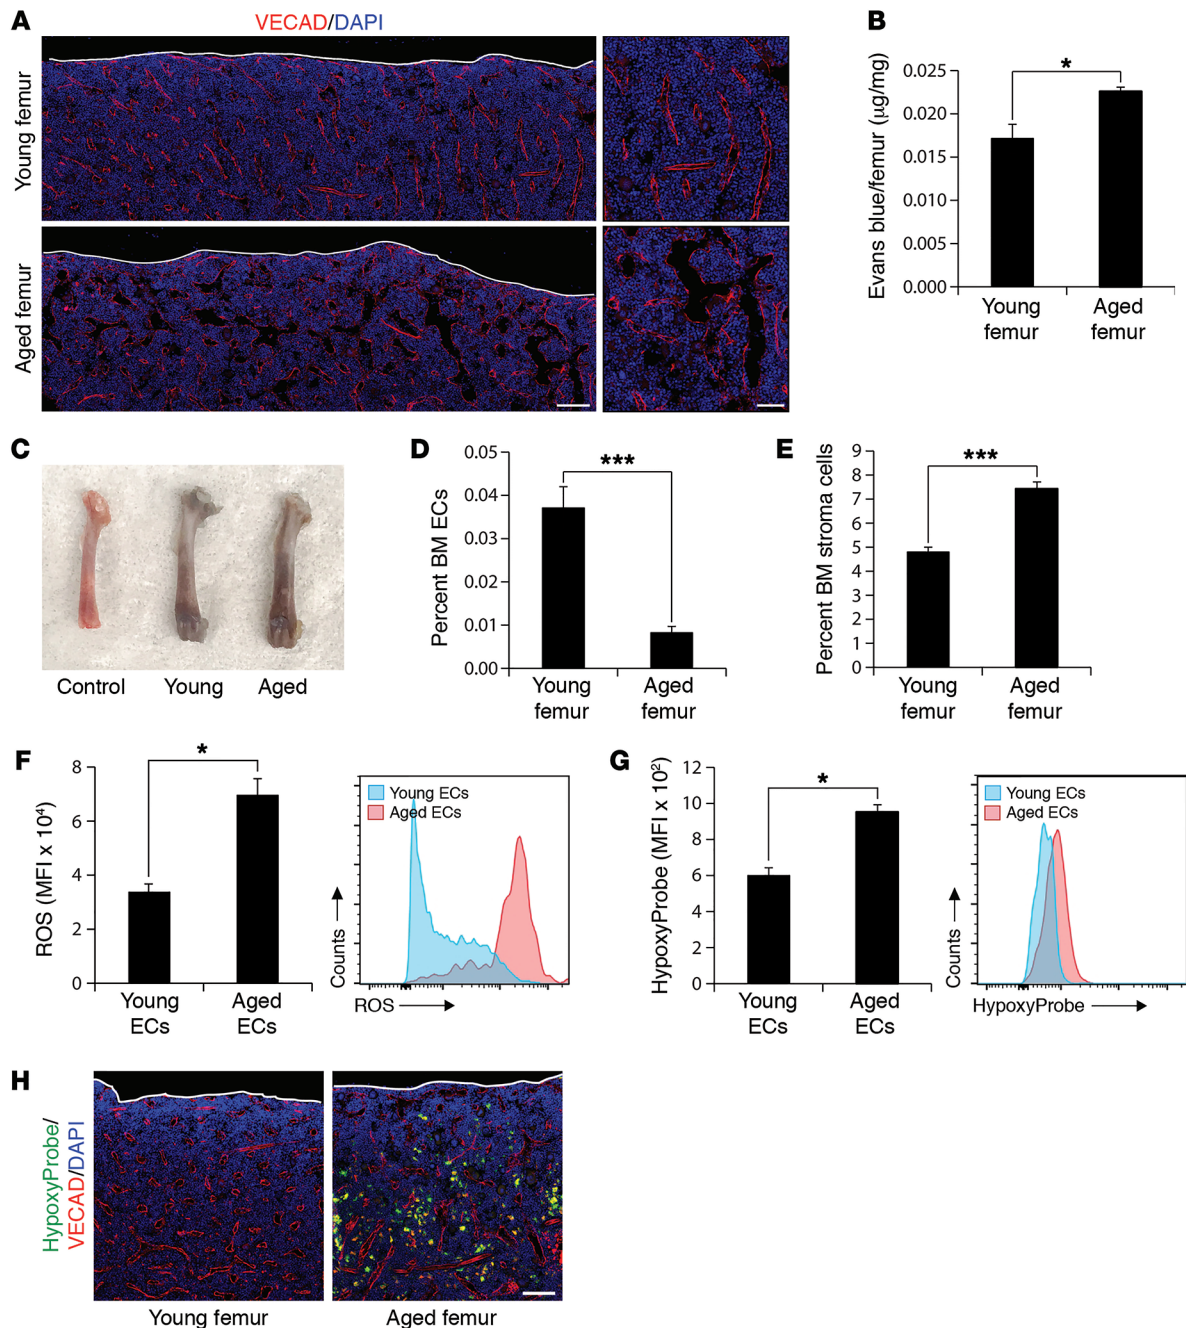 A
VECAD/DAPI
Young femur
Aged femur
B
Evans blue/femur (µg/mg)
0.025
0.020
0.015
0.010
0.005
0.000
*
Young
femur
Aged
femur
C
Control
Young
Aged
D
Percent BM ECs
0.05
0.04
0.03
0.02
0.01
0.00
***
Young
femur
Aged
femur
E
Percent BM stroma cells
9
8
7
6
5
4
3
2
1
0
***
Young
femur
Aged
femur
F
ROS (MFI x 10⁴)
8
6
4
2
0
*
Young
ECs
Aged
ECs
Young ECs
Aged ECs
Counts
ROS
G
HypoxyProbe (MFI x 10²)
12
10
8
6
4
2
0
*
Young
ECs
Aged
ECs
Young ECs
Aged ECs
Counts
HypoxyProbe
H
HypoxyProbe/
VECAD/DAPI
Young femur
Aged femur